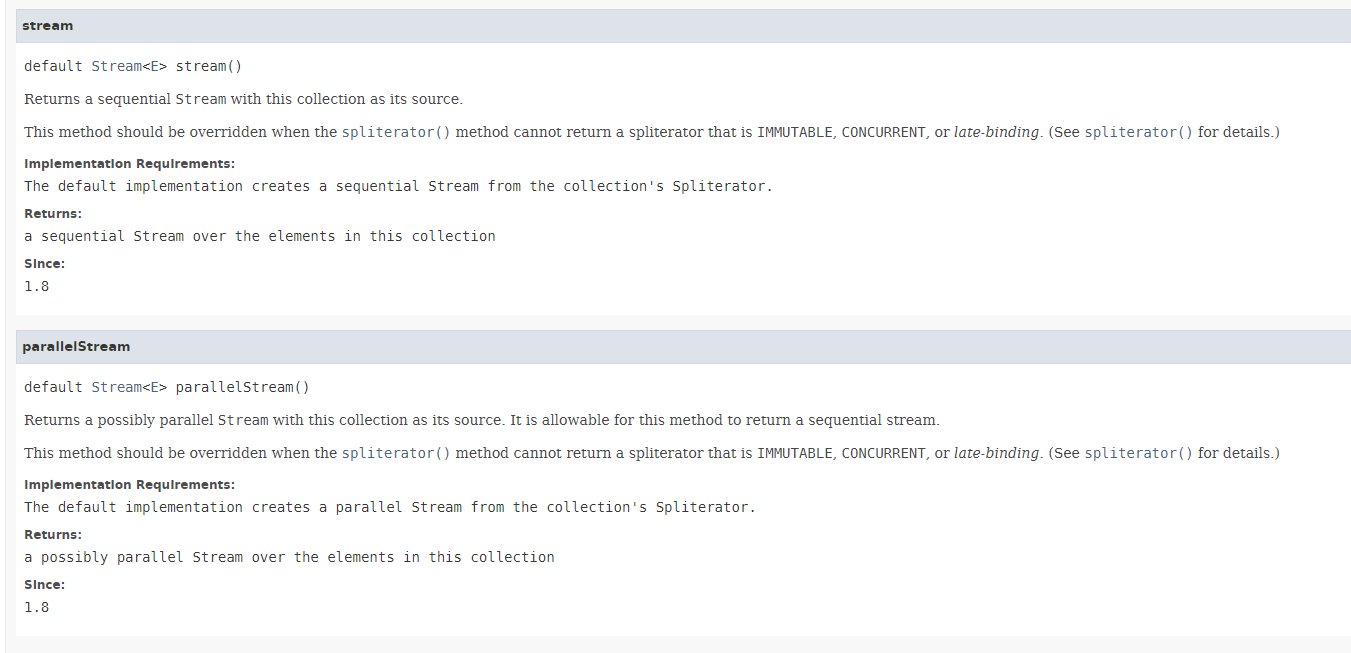 stream
default Stream<E> stream()
Returns a sequential Stream with this collection as its source.
This method should be overridden when the spliterator() method cannot return a spliterator that is IMMUTABLE, CONCURRENT, or late-binding. (See spliterator() for details.)
Implementation Requirements:
The default implementation creates a sequential Stream from the collection's Spliterator.
Returns:
a sequential Stream over the elements in this collection
Since:
1.8
parallelStream
default Stream<E> parallelStream()
Returns a possibly parallel Stream with this collection as its source. It is allowable for this method to return a sequential stream.
This method should be overridden when the spliterator() method cannot return a spliterator that is IMMUTABLE, CONCURRENT, or late-binding. (See spliterator() for details.)
Implementation Requirements:
The default implementation creates a parallel Stream from the collection's Spliterator.
Returns:
a possibly parallel Stream over the elements in this collection
Since:
1.8